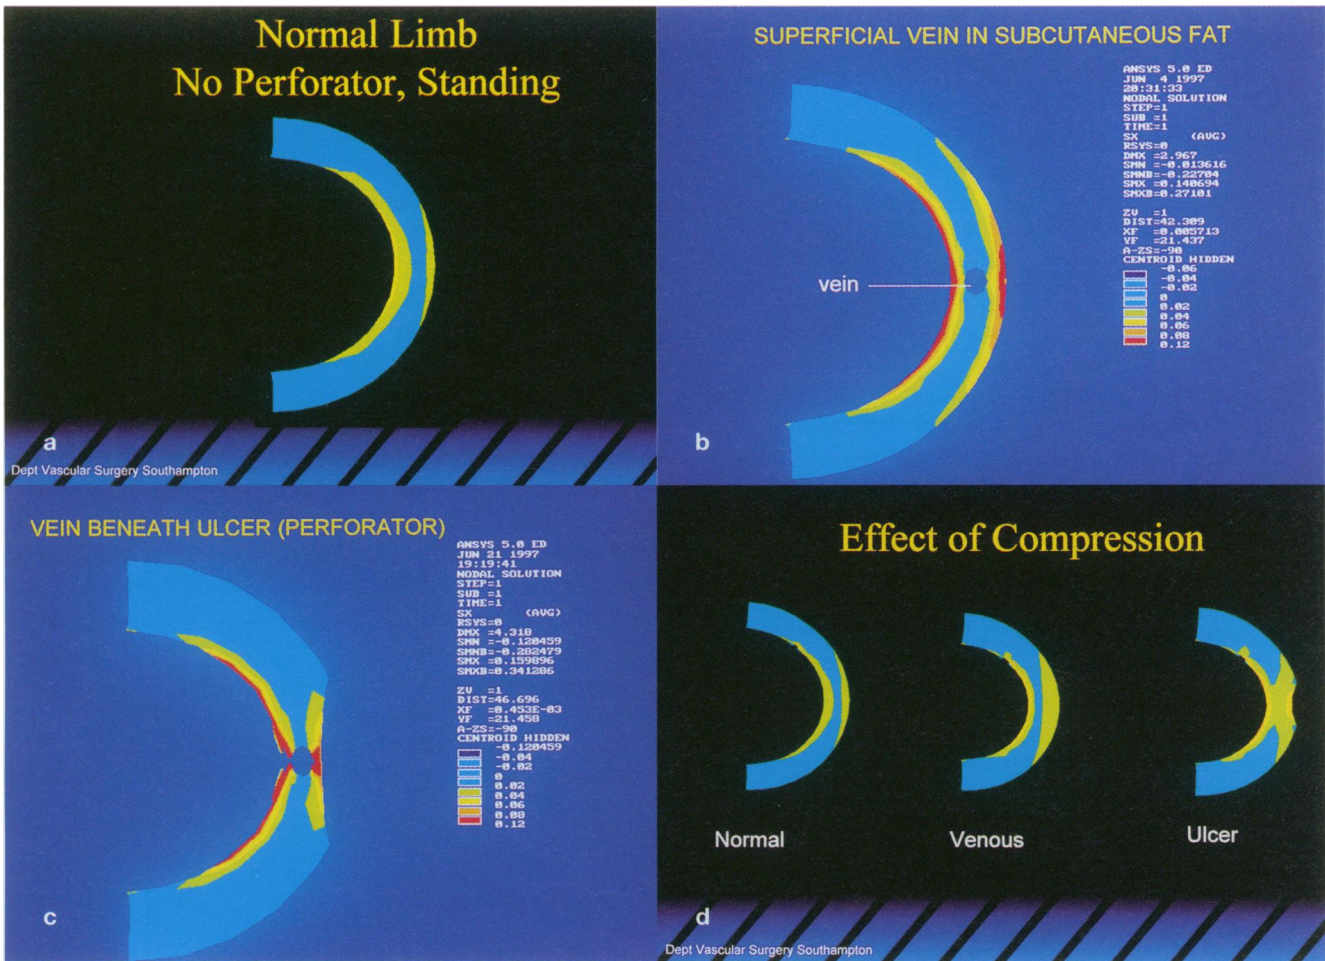 Normal Limb
No Perforator, Standing
a
Dept Vascular Surgery Southampton
SUPERFICIAL VEIN IN SUBCUTANEOUS FAT
ANSYS 5.0 ED
JUN 4 1997
20:31:33
NODAL SOLUTION
STEP=1
SUB =1
TIME=1
SX (AVG)
RSYS=0
DMX =2.967
SMN =-0.013616
SMNB=-0.22704
SMX =0.140694
SMXB=0.27101
ZV =1
DIST=42.309
XF =0.005713
YF =21.437
A-ZS=-90
CENTROID HIDDEN
-0.06
-0.04
-0.02
0
0.02
0.04
0.06
0.08
0.12
vein
b
VEIN BENEATH ULCER (PERFORATOR)
ANSYS 5.0 ED
JUN 21 1997
19:19:41
NODAL SOLUTION
STEP=1
SUB =1
TIME=1
SX (AVG)
RSYS=0
DMX =4.318
SMN =-0.120459
SMNB=-0.282479
SMX =0.159896
SMXB=0.341286
ZV =1
DIST=46.696
XF =0.453E-03
YF =21.458
A-ZS=-90
CENTROID HIDDEN
-0.120459
-0.04
-0.02
0
0.02
0.04
0.06
0.08
0.12
c
Effect of Compression
Normal
Venous
Ulcer
d
Dept Vascular Surgery Southampton